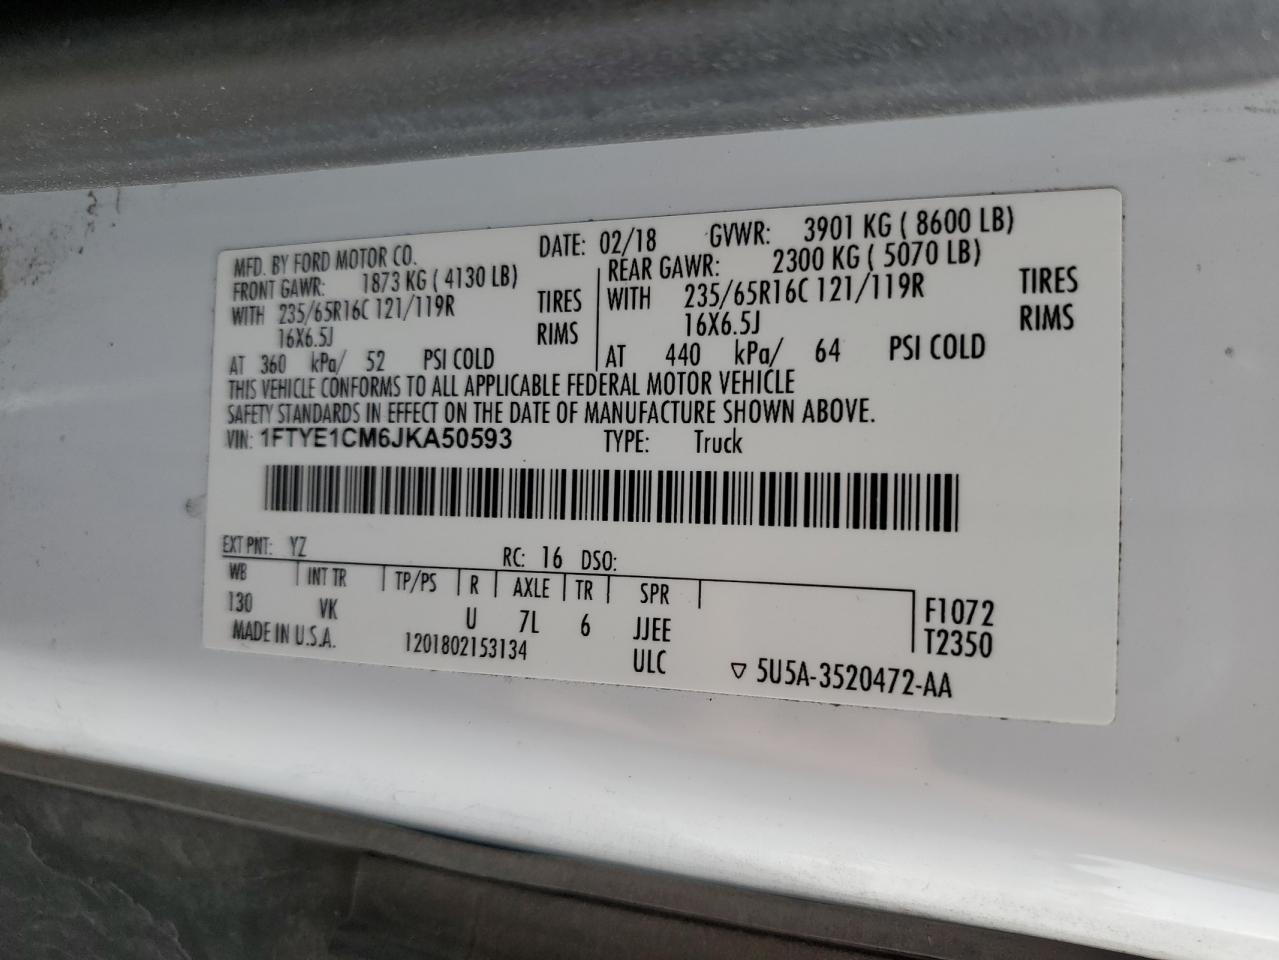 MFD. BY FORD MOTOR CO. DATE: 02/18 GVWR: 3901 KG ( 8600 LB)
FRONT GAWR: 1873 KG ( 4130 LB) REAR GAWR: 2300 KG ( 5070 LB)
WITH 235/65R16C 121/119R TIRES WITH 235/65R16C 121/119R TIRES
16X6.5J RIMS 16X6.5J RIMS
AT 360 kPa/ 52 PSI COLD AT 440 kPa/ 64 PSI COLD
THIS VEHICLE CONFORMS TO ALL APPLICABLE FEDERAL MOTOR VEHICLE
SAFETY STANDARDS IN EFFECT ON THE DATE OF MANUFACTURE SHOWN ABOVE.
VIN: 1FTYE1CM6JKA50593 TYPE: Truck
EXT PNT: YZ RC: 16 DSO:
WB INT TR TP/PS R AXLE TR SPR F1072
130 VK U 7L 6 JJEE T2350
MADE IN U.S.A. 1201802153134 ULC ▽ 5U5A-3520472-AA